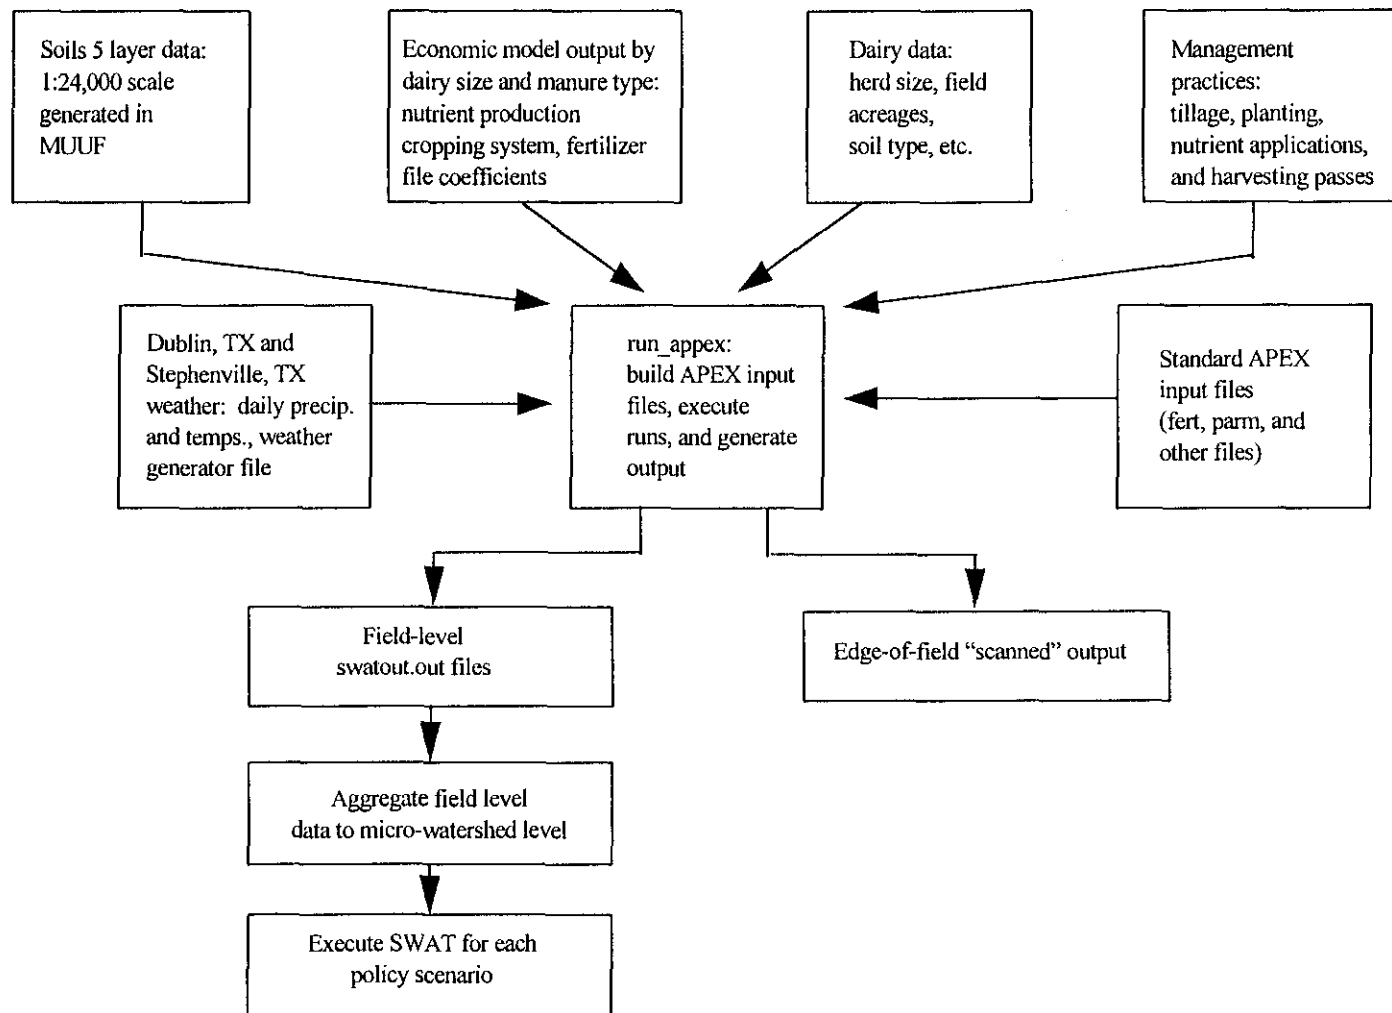 Soils 5 layer data:
1:24,000 scale
generated in
MUUF
Economic model output by
dairy size and manure type:
nutrient production
cropping system, fertilizer
file coefficients
Dairy data:
herd size, field
acreages,
soil type, etc.
Management
practices:
tillage, planting,
nutrient applications,
and harvesting passes
Dublin, TX and
Stephenville, TX
weather: daily precip.
and temps., weather
generator file
run_appex:
build APEX input
files, execute
runs, and generate
output
Standard APEX
input files
(fert, parm, and
other files)
Field-level
swatout.out files
Edge-of-field “scanned” output
Aggregate field level
data to micro-watershed level
Execute SWAT for each
policy scenario